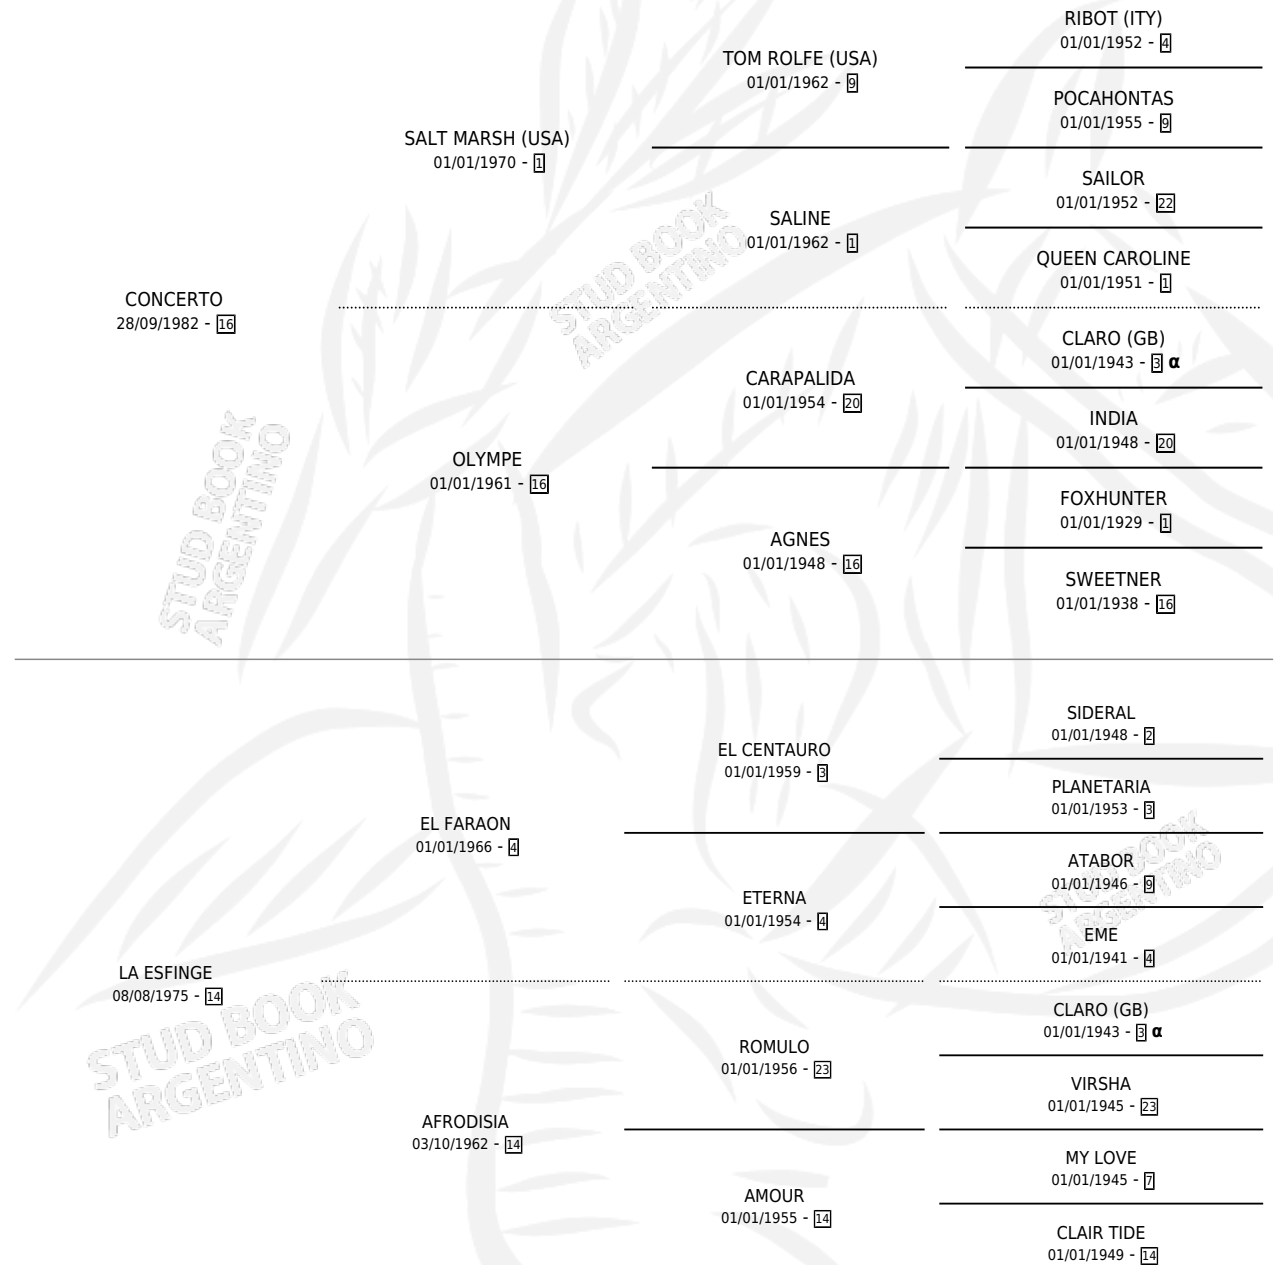 RIBOT (ITY)
01/01/1952 - 4
TOM ROLFE (USA)
01/01/1962 - 9
POCAHONTAS
01/01/1955 - 9
SALT MARSH (USA)
01/01/1970 - 1
SAILOR
01/01/1952 - 22
SALINE
01/01/1962 - 1
QUEEN CAROLINE
01/01/1951 - 1
CONCERTO
28/09/1982 - 16
CLARO (GB)
01/01/1943 - 3 α
CARAPALIDA
01/01/1954 - 20
INDIA
01/01/1948 - 20
OLYMPE
01/01/1961 - 16
FOXHUNTER
01/01/1929 - 1
AGNES
01/01/1948 - 16
SWEETNER
01/01/1938 - 16
SIDERAL
01/01/1948 - 2
EL CENTAURO
01/01/1959 - 3
PLANETARIA
01/01/1953 - 3
EL FARAON
01/01/1966 - 4
ATABOR
01/01/1946 - 9
ETERNA
01/01/1954 - 4
EME
01/01/1941 - 4
LA ESFINGE
08/08/1975 - 14
CLARO (GB)
01/01/1943 - 3 α
ROMULO
01/01/1956 - 23
VIRSHA
01/01/1945 - 23
AFRODISIA
03/10/1962 - 14
MY LOVE
01/01/1945 - 7
AMOUR
01/01/1955 - 14
CLAIR TIDE
01/01/1949 - 14
STUD BOOK
ARGENTINO
STUD BOOK
ARGENTINO
STUD BOOK
ARGENTINO
STUD BOOK
ARGENTINO